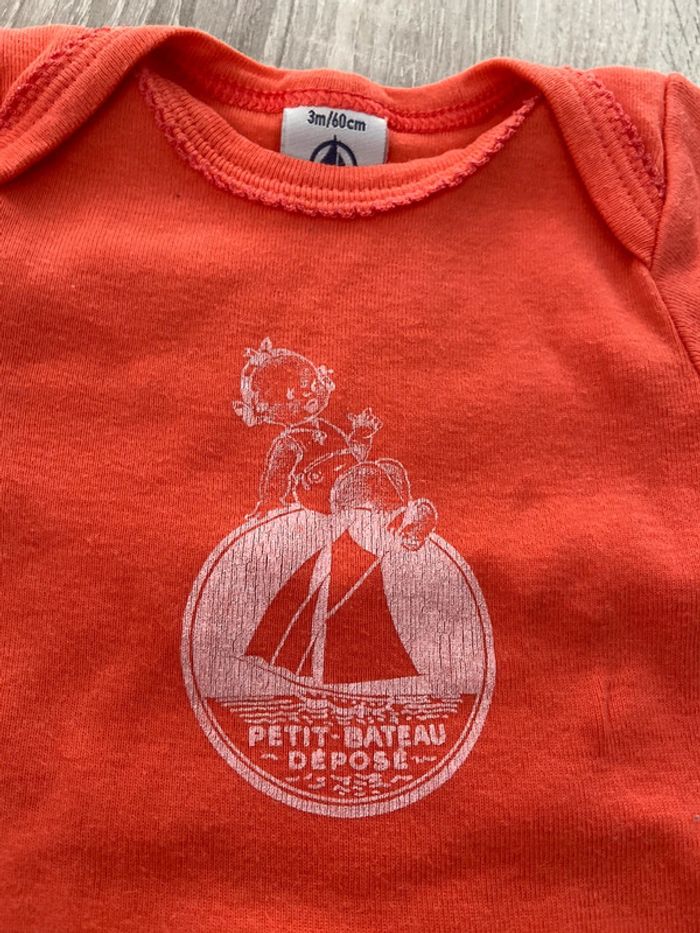 3m/60cm
PETIT-BATEAU
DÉPOSÉ